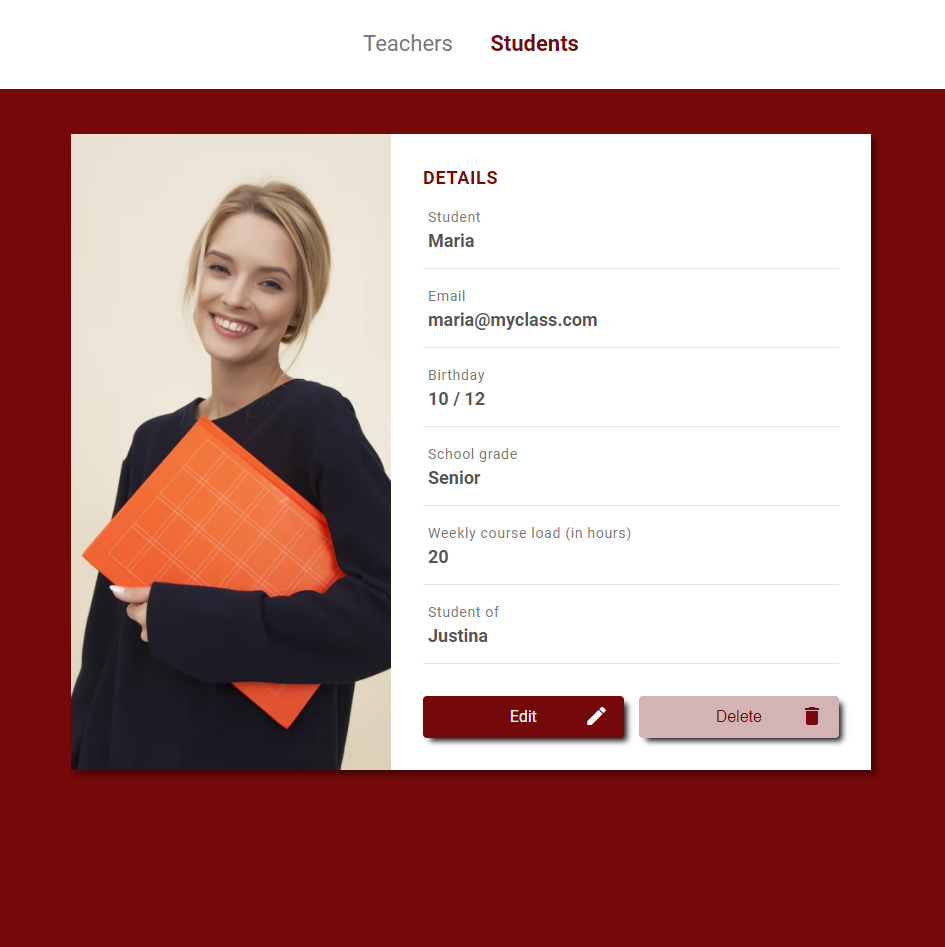 Teachers Students
DETAILS
Student
Maria
Email
maria@myclass.com
Birthday
10 / 12
School grade
Senior
Weekly course load (in hours)
20
Student of
Justina
Edit Delete